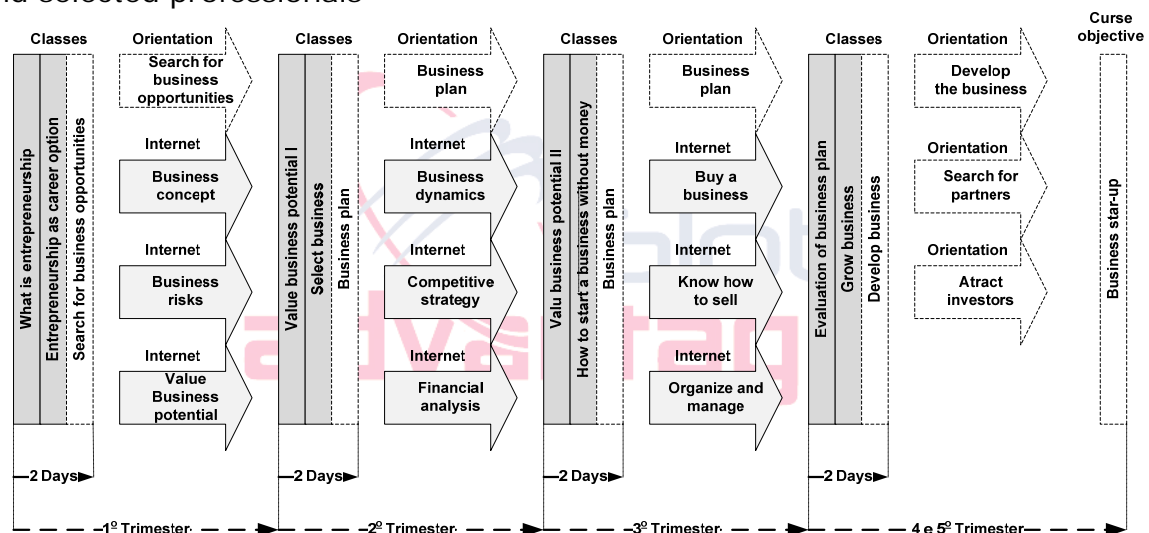 nd selected professionals
Curse
objective
Classes
Orientation
Classes
Orientation
Classes
Orientation
Classes
Orientation
What is entrepreneurship
Entrepreneurship as career option
Search for business opportunities
Search for
business
opportunities
Internet
Business
concept
Internet
Business
risks
Internet
Value
Business
potential
Value business potential I
Select business
Business plan
Business
plan
Internet
Business
dynamics
Internet
Competitive
strategy
Internet
Financial
analysis
Valu business potential II
How to start a business without money
Business plan
Business
plan
Internet
Buy a
business
Internet
Know how
to sell
Internet
Organize and
manage
Evaluation of business plan
Grow business
Develop business
Develop
the business
Orientation
Search for
partners
Orientation
Atract
investors
Business star-up
2 Days
2 Days
2 Days
2 Days
1º Trimester
2º Trimester
3º Trimester
4 e 5º Trimester